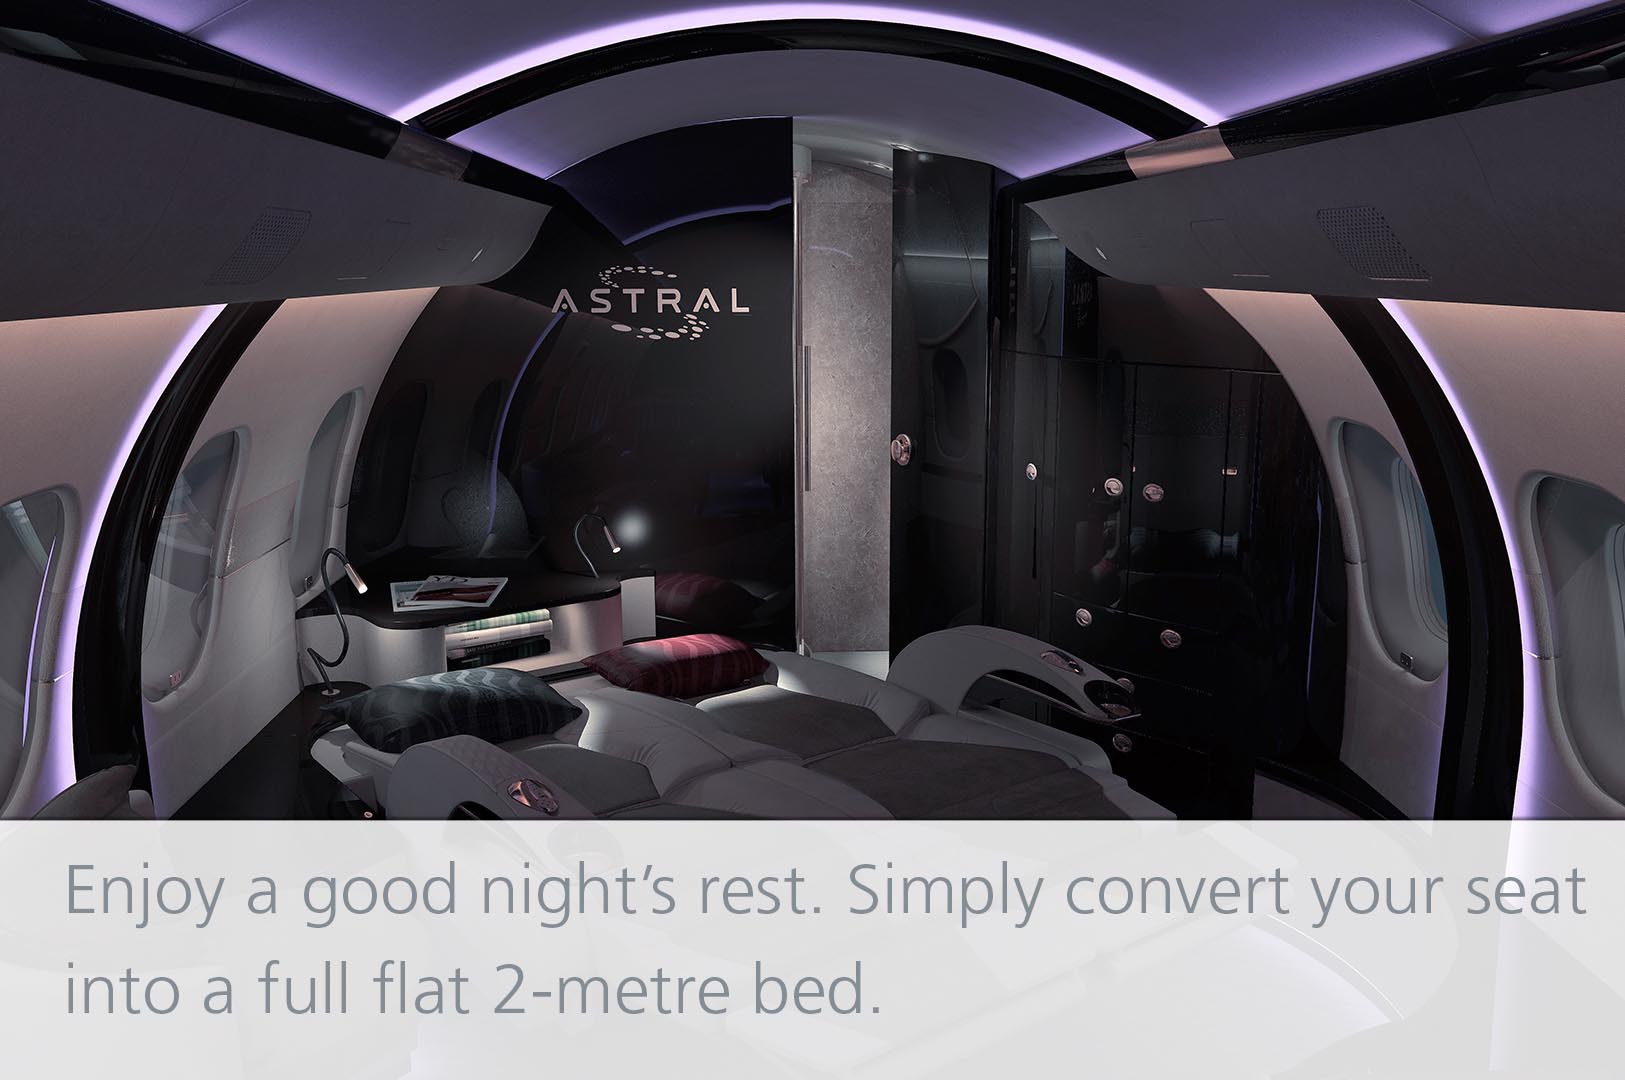 ASTRAL
Enjoy a good night’s rest. Simply convert your seat
into a full flat 2-metre bed.